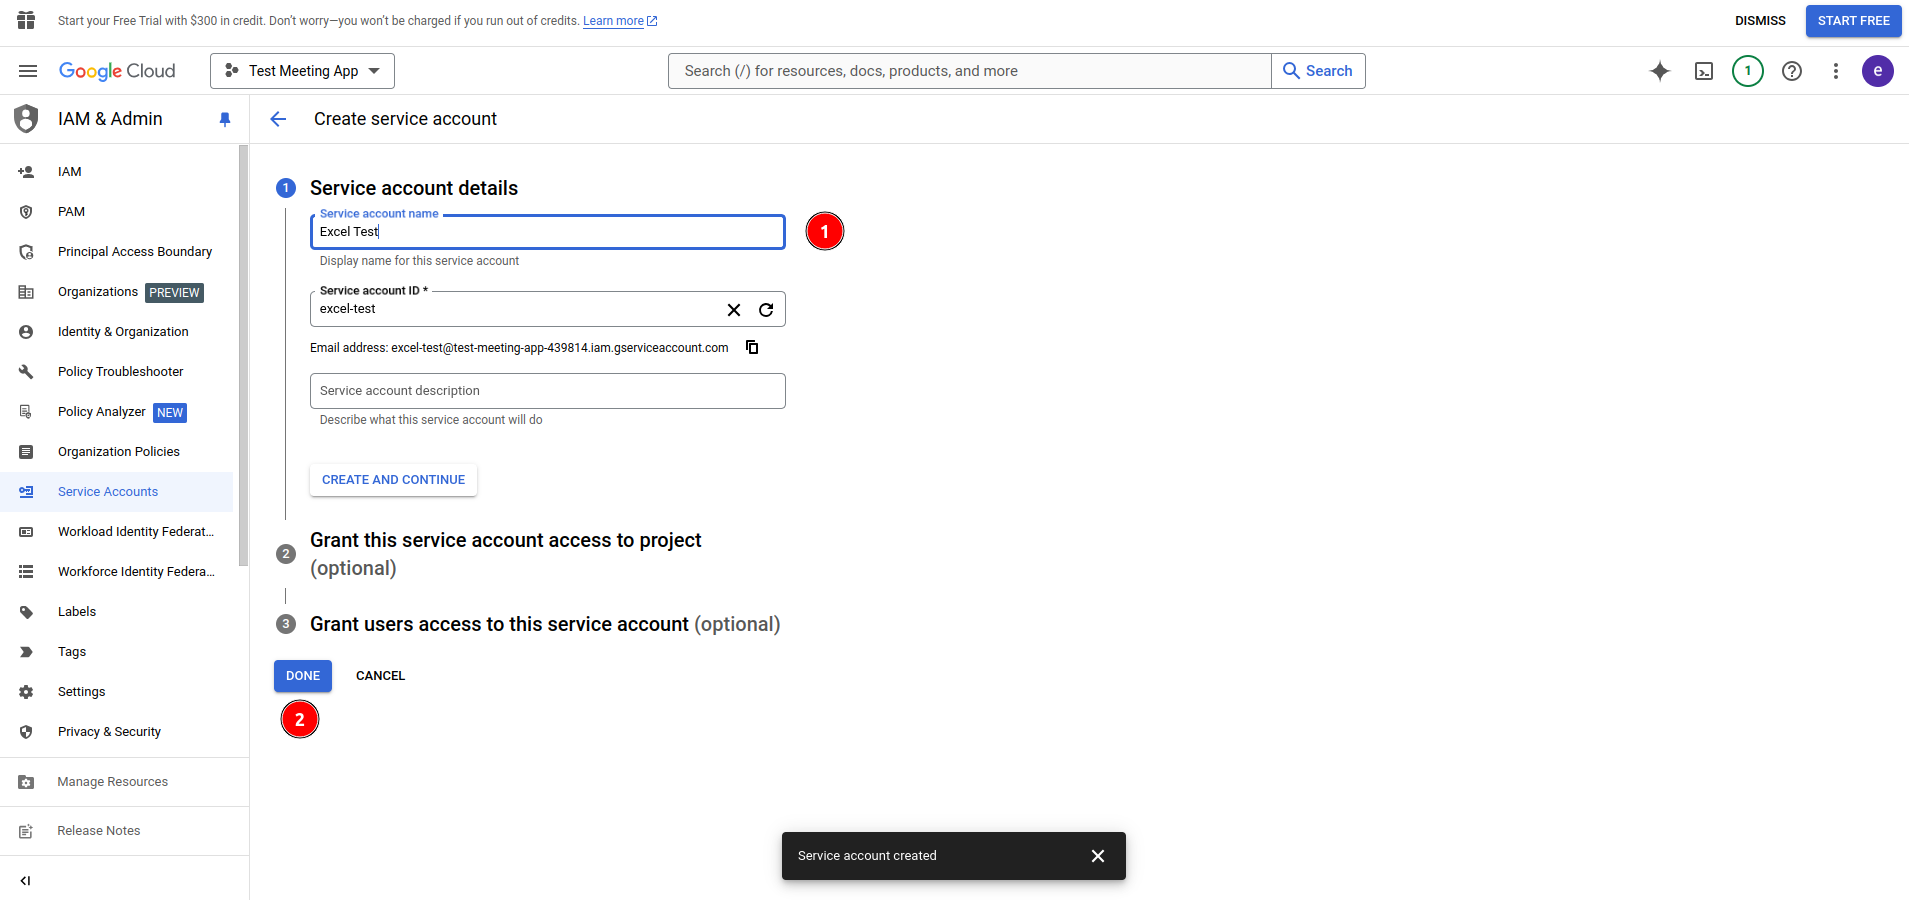 Start your Free Trial with $300 in credit. Don't worry—you won't be charged if you run out of credits. Learn more
DISMISS
START FREE
Google Cloud
Test Meeting App
Search (/) for resources, docs, products, and more
Search
1
e
IAM & Admin
Create service account
IAM
PAM
Principal Access Boundary
Organizations PREVIEW
Identity & Organization
Policy Troubleshooter
Policy Analyzer NEW
Organization Policies
Service Accounts
Workload Identity Federat...
Workforce Identity Federa...
Labels
Tags
Settings
Privacy & Security
Manage Resources
Release Notes
1 Service account details
Service account name
Excel Test
1
Display name for this service account
Service account ID *
excel-test
Email address: excel-test@test-meeting-app-439814.iam.gserviceaccount.com
Service account description
Describe what this service account will do
CREATE AND CONTINUE
2 Grant this service account access to project
(optional)
3 Grant users access to this service account (optional)
DONE
CANCEL
2
Service account created